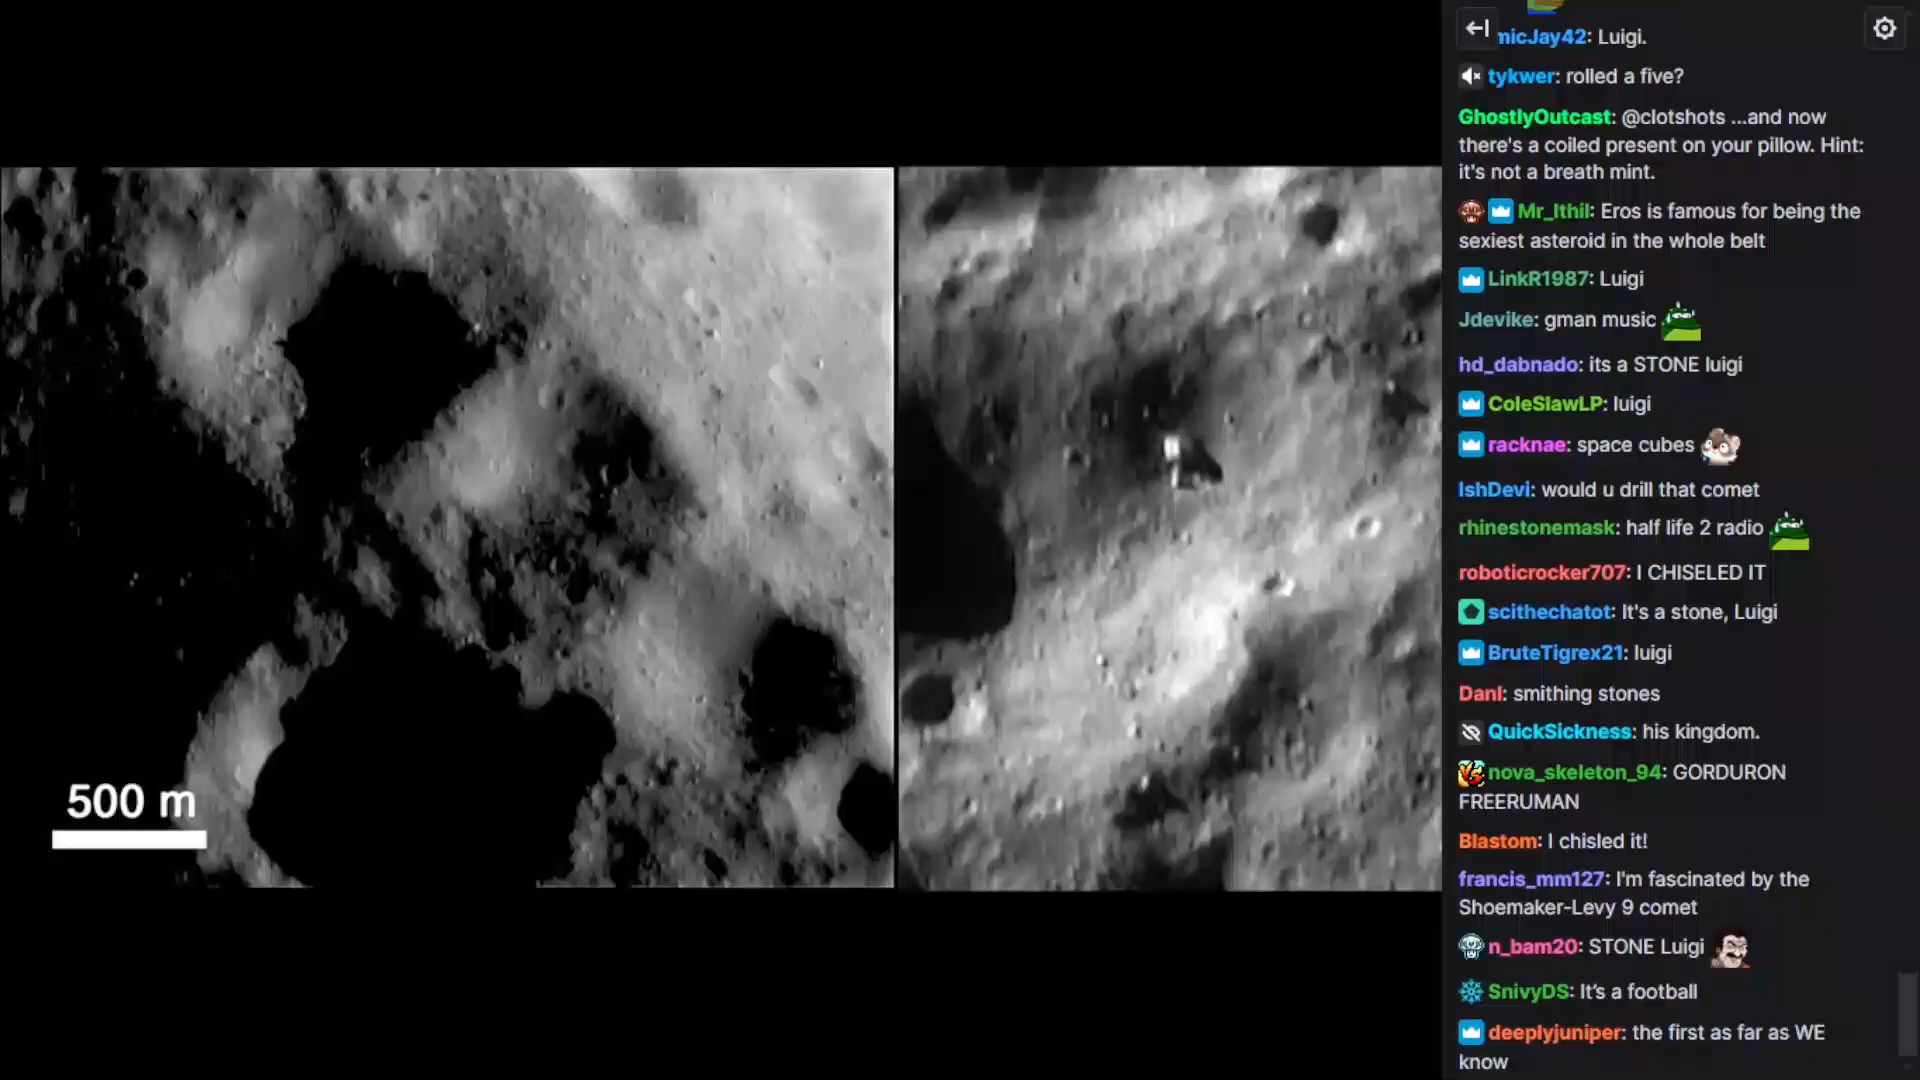 500 m
micJay42: Luigi.
tykwer: rolled a five?
GhostlyOutcast: @clotshots ...and now
there's a coiled present on your pillow. Hint:
it's not a breath mint.
Mr_Ithil: Eros is famous for being the
sexiest asteroid in the whole belt
LinkR1987: Luigi
Jdevike: gman music
hd_dabnado: its a STONE luigi
ColeSlawLP: luigi
racknae: space cubes
IshDevi: would u drill that comet
rhinestonemask: half life 2 radio
roboticrocker707: I CHISELED IT
scithechatot: It's a stone, Luigi
BruteTigrex21: luigi
Danl: smithing stones
QuickSickness: his kingdom.
nova_skeleton_94: GORDURON
FREERUMAN
Blastom: I chisled it!
francis_mm127: I'm fascinated by the
Shoemaker-Levy 9 comet
n_bam20: STONE Luigi
SnivyDS: It's a football
deeplyjuniper: the first as far as WE
know